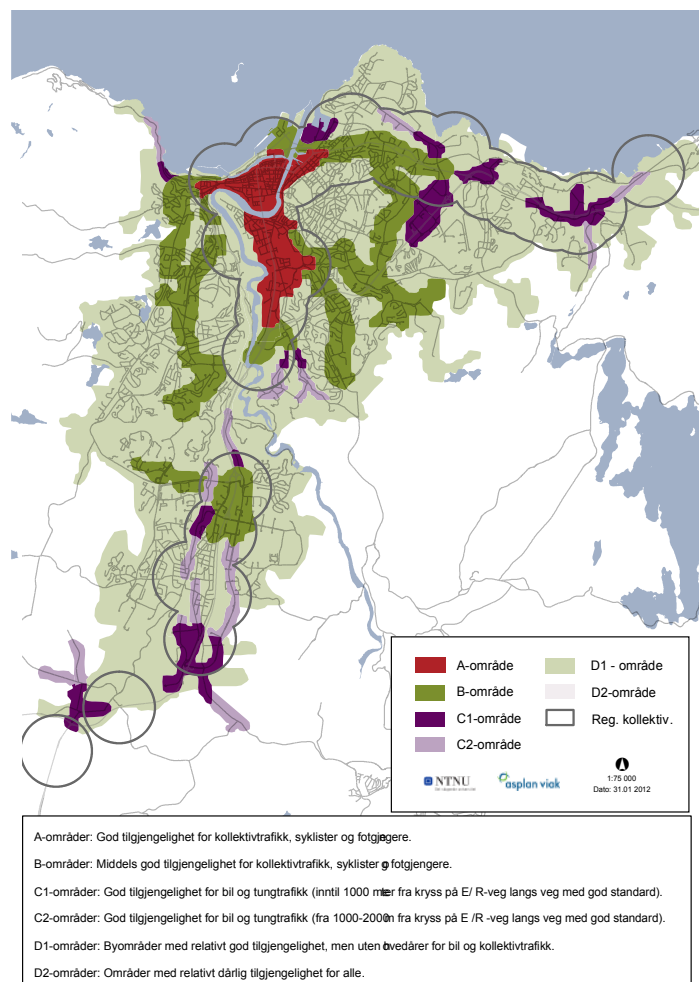 A-område
B-område
C1-område
C2-område
D1 - område
D2-område
Reg. kollektiv.
NTNU
asplan viak
1:75 000
Dato: 31.01 2012
A-områder: God tilgjengelighet for kollektivtrafikk, syklister og fotgjengere.
B-områder: Middels god tilgjengelighet for kollektivtrafikk, syklister og fotgjengere.
C1-områder: God tilgjengelighet for bil og tungtrafikk (inntil 1000 meter fra kryss på E/ R-veg langs veg med god standard).
C2-områder: God tilgjengelighet for bil og tungtrafikk (fra 1000-2000m fra kryss på E /R -veg langs veg med god standard).
D1-områder: Byområder med relativt god tilgjengelighet, men uten hovedårer for bil og kollektivtrafikk.
D2-områder: Områder med relativt dårlig tilgjengelighet for alle.